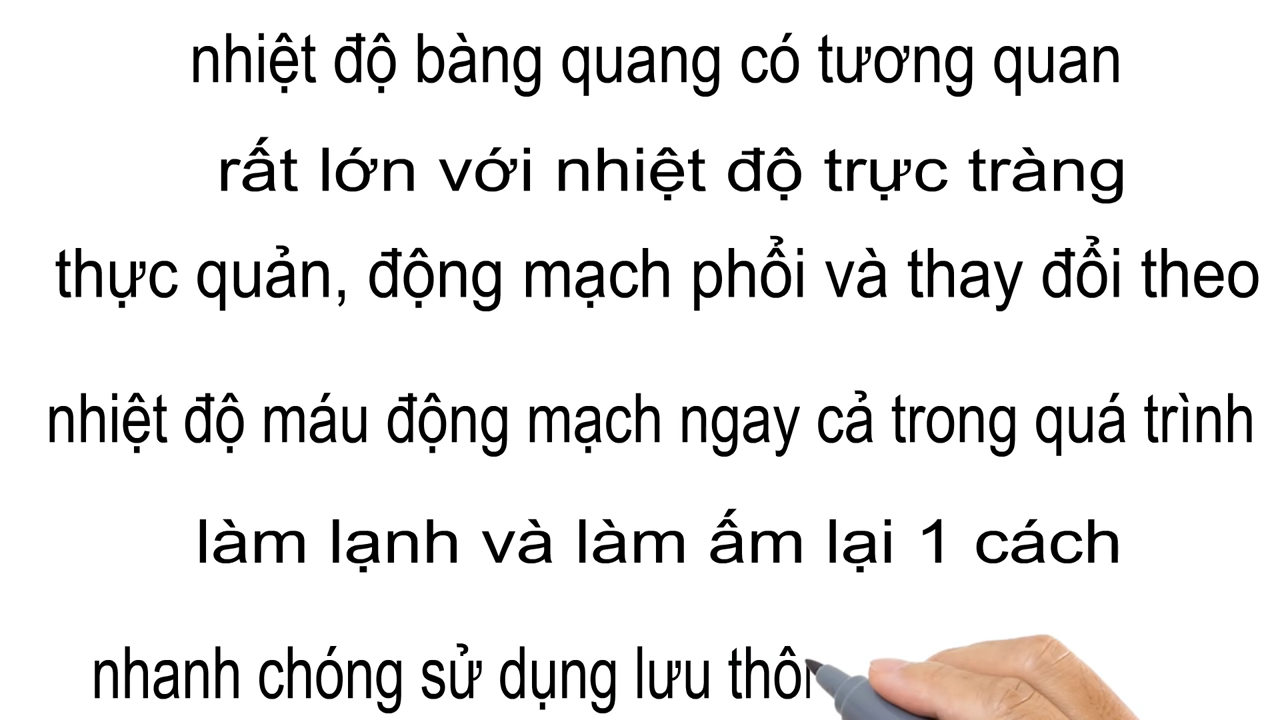 nhiệt độ bàng quang có tương quan
rất lớn với nhiệt độ trực tràng
thực quản, động mạch phổi và thay đổi theo
nhiệt độ máu động mạch ngay cả trong quá trình
làm lạnh và làm ấm lại 1 cách
nhanh chóng sử dụng lưu